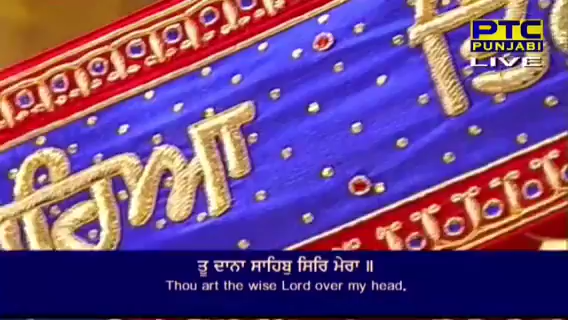 PTC
PUNJABI
LIVE
ਰਿਆ
ਤੂ ਦਾਨਾ ਸਾਹਿਬੁ ਸਿਰਿ ਮੇਰਾ ॥
Thou art the wise Lord over my head.